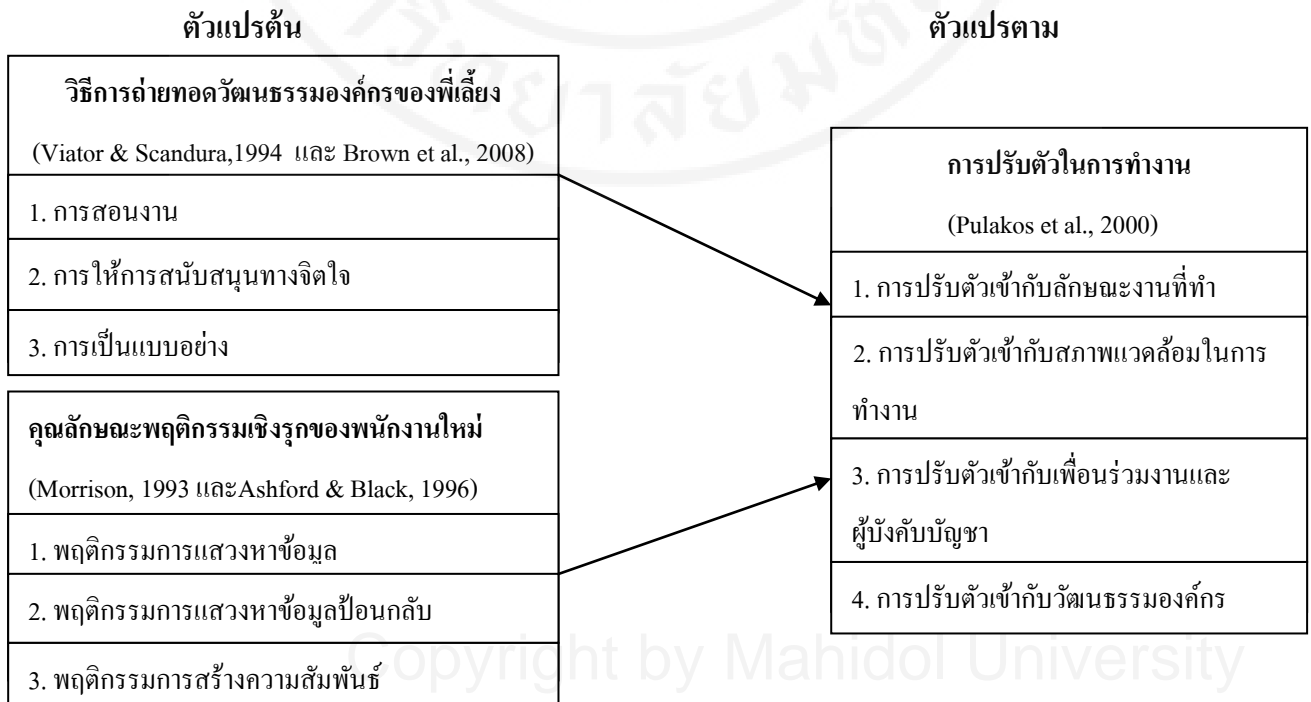 ตัวแปรต้น
วิธีการถ่ายทอดวัฒนธรรมองค์กรของพี่เลี้ยง
(Viator & Scandura,1994 และ Brown et al., 2008)
1. การสอนงาน
2. การให้การสนับสนุนทางจิตใจ
3. การเป็นแบบอย่าง
คุณลักษณะพฤติกรรมเชิงรุกของพนักงานใหม่
(Morrison, 1993 และAshford & Black, 1996)
1. พฤติกรรมการแสวงหาข้อมูล
2. พฤติกรรมการแสวงหาข้อมูลป้อนกลับ
3. พฤติกรรมการสร้างความสัมพันธ์
ตัวแปรตาม
การปรับตัวในการทำงาน
(Pulakos et al., 2000)
1. การปรับตัวเข้ากับลักษณะงานที่ทำ
2. การปรับตัวเข้ากับสภาพแวดล้อมในการ
ทำงาน
3. การปรับตัวเข้ากับเพื่อนร่วมงานและ
ผู้บังคับบัญชา
4. การปรับตัวเข้ากับวัฒนธรรมองค์กร
Copyright by Mahidol University